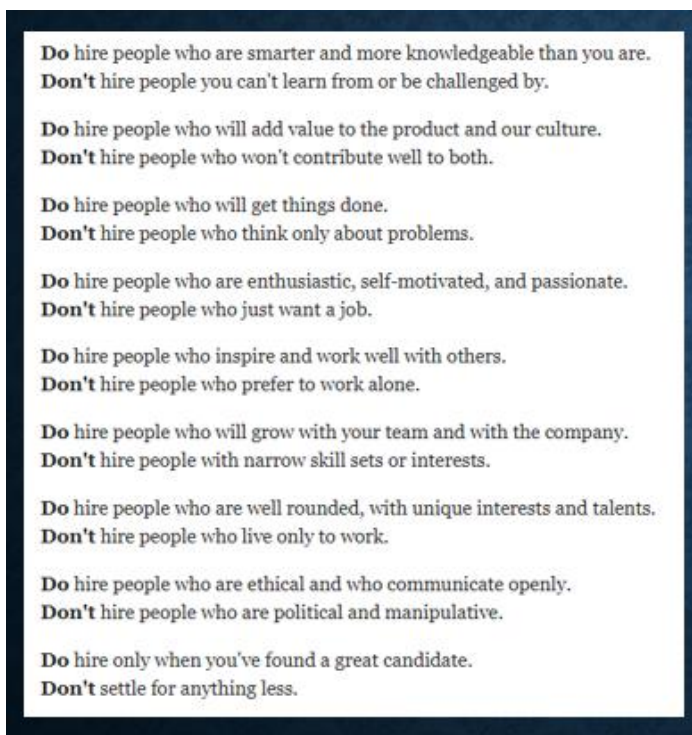 Do hire people who are smarter and more knowledgeable than you are.
Don't hire people you can't learn from or be challenged by.
Do hire people who will add value to the product and our culture.
Don't hire people who won't contribute well to both.
Do hire people who will get things done.
Don't hire people who think only about problems.
Do hire people who are enthusiastic, self-motivated, and passionate.
Don't hire people who just want a job.
Do hire people who inspire and work well with others.
Don't hire people who prefer to work alone.
Do hire people who will grow with your team and with the company.
Don't hire people with narrow skill sets or interests.
Do hire people who are well rounded, with unique interests and talents.
Don't hire people who live only to work.
Do hire people who are ethical and who communicate openly.
Don't hire people who are political and manipulative.
Do hire only when you've found a great candidate.
Don't settle for anything less.